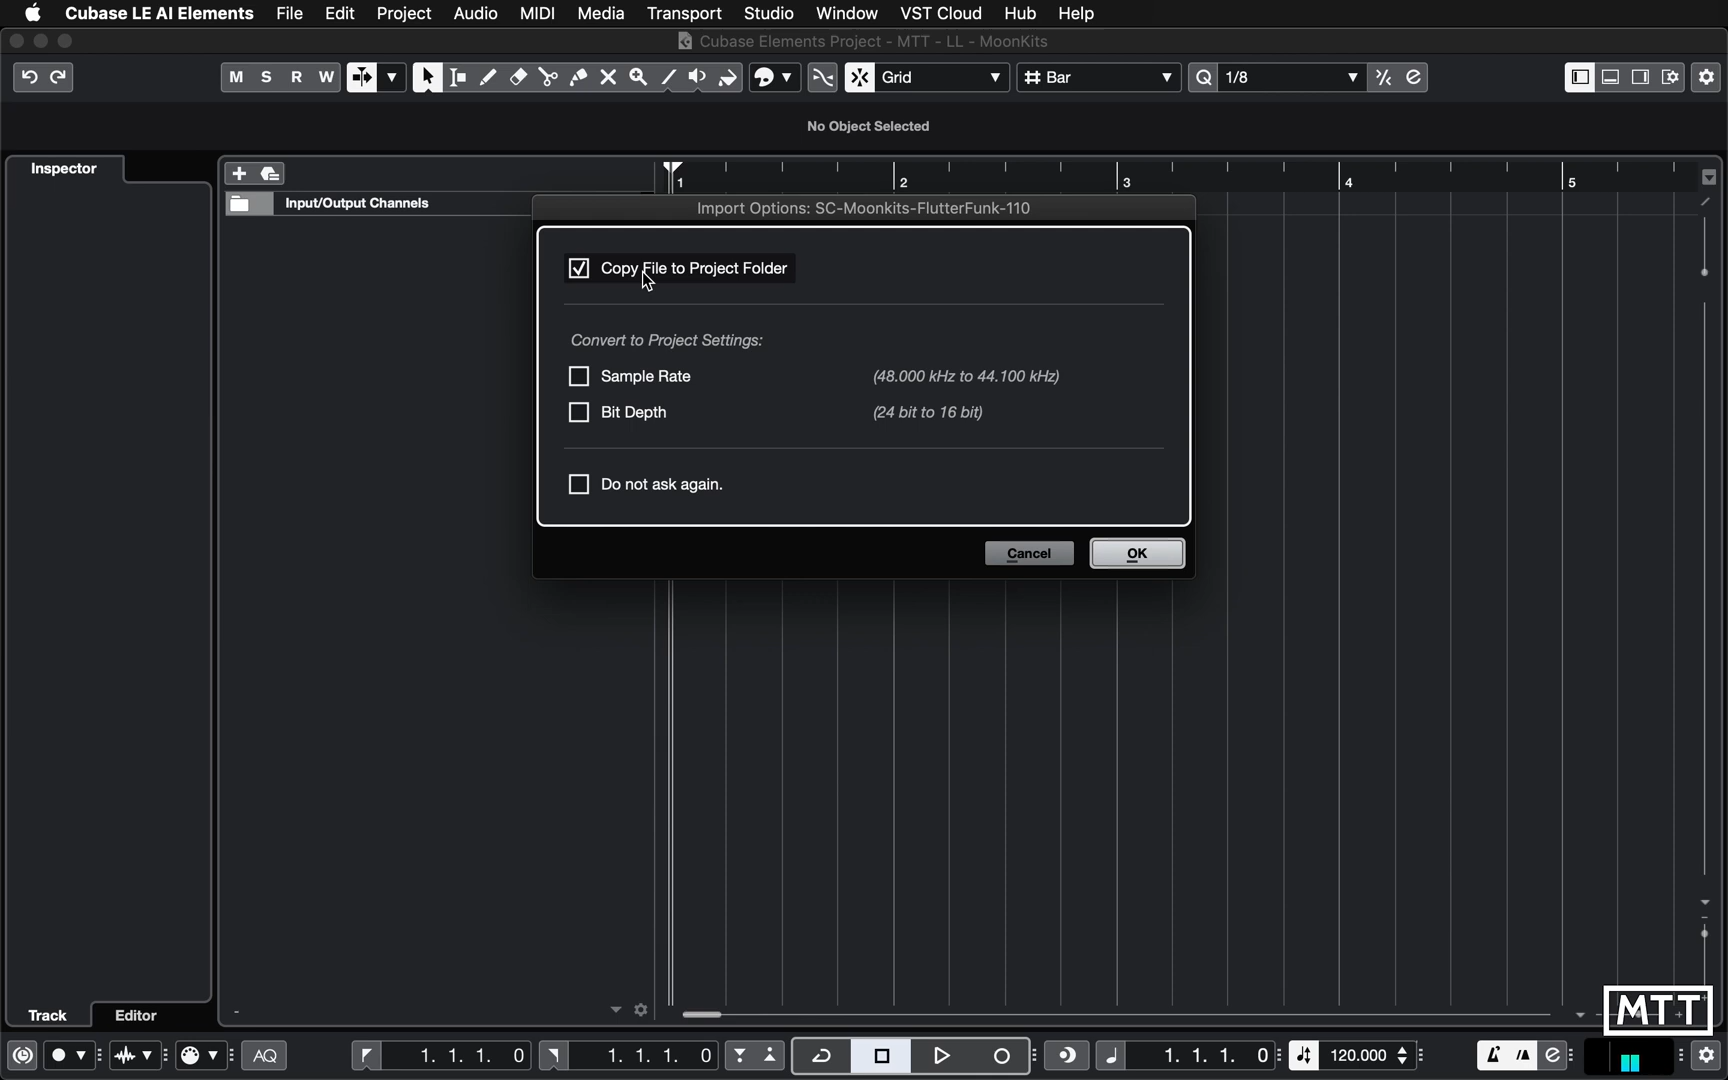 Cubase LE AI Elements File Edit Project Audio MIDI Media Transport Studio Window VST Cloud Hub Help
Cubase Elements Project - MTT - LL - MoonKits
M S R W Grid Bar Q 1/8
No Object Selected
Inspector
1 2 3 4 5
Input/Output Channels
Import Options: SC-Moonkits-FlutterFunk-110
Copy File to Project Folder
Convert to Project Settings:
Sample Rate (48.000 kHz to 44.100 kHz)
Bit Depth (24 bit to 16 bit)
Do not ask again.
Cancel OK
MTT
Track Editor
AQ 1. 1. 1. 0 1. 1. 1. 0 1. 1. 1. 0 120.000